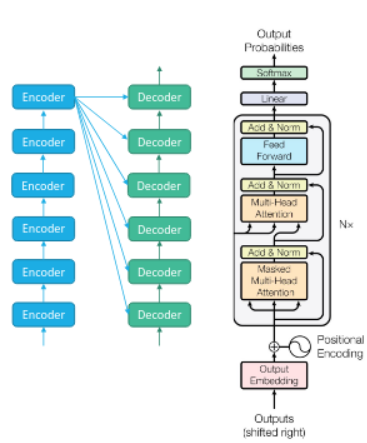 Encoder
Encoder
Encoder
Encoder
Encoder
Encoder
Decoder
Decoder
Decoder
Decoder
Decoder
Decoder
Output
Probabilities
Softmax
Linear
Add & Norm
Feed
Forward
Add & Norm
Multi-Head
Attention
N×
Add & Norm
Masked
Multi-Head
Attention
Positional
Encoding
Output
Embedding
Outputs
(shifted right)